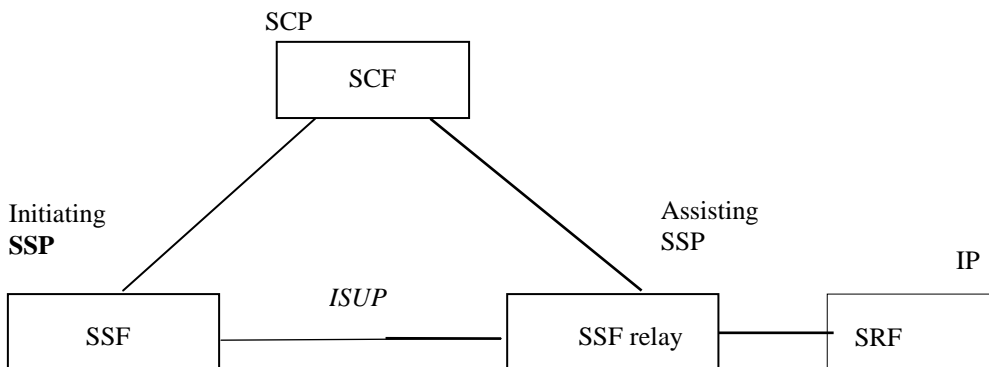 SCP
SCF
Initiating
SSP
Assisting
SSP
IP
ISUP
SSF
SSF relay
SRF